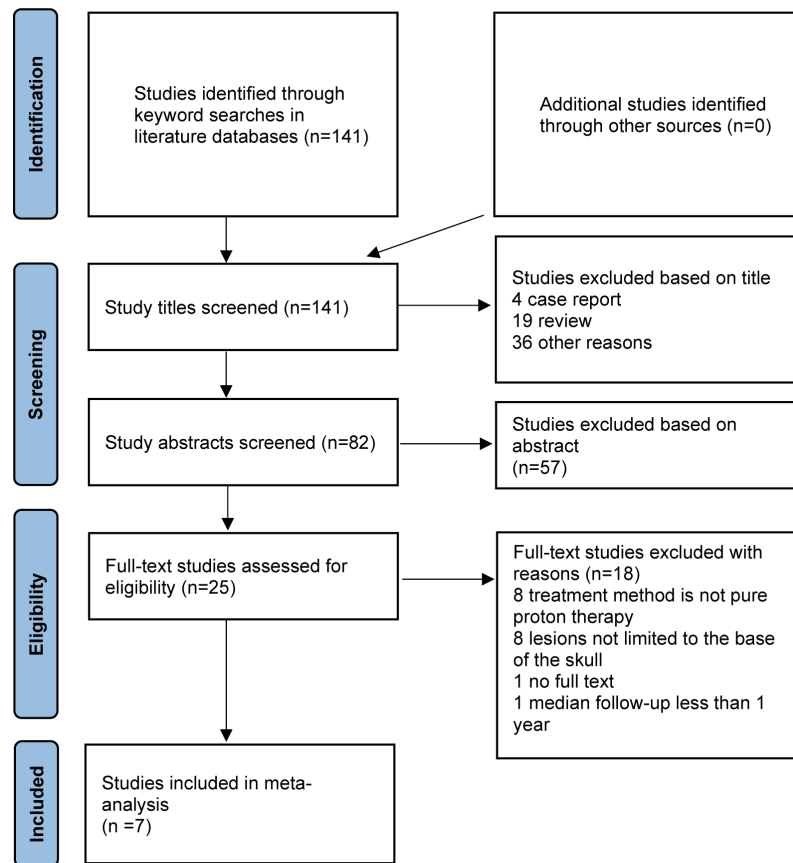 Identification
Studies identified through
keyword searches in
literature databases (n=141)
Additional studies identified
through other sources (n=0)
Screening
Study titles screened (n=141)
Studies excluded based on title
4 case report
19 review
36 other reasons
Study abstracts screened (n=82)
Studies excluded based on
abstract
(n=57)
Eligibility
Full-text studies assessed for
eligibility (n=25)
Full-text studies excluded with
reasons (n=18)
8 treatment method is not pure
proton therapy
8 lesions not limited to the base
of the skull
1 no full text
1 median follow-up less than 1
year
Included
Studies included in meta-
analysis
(n =7)